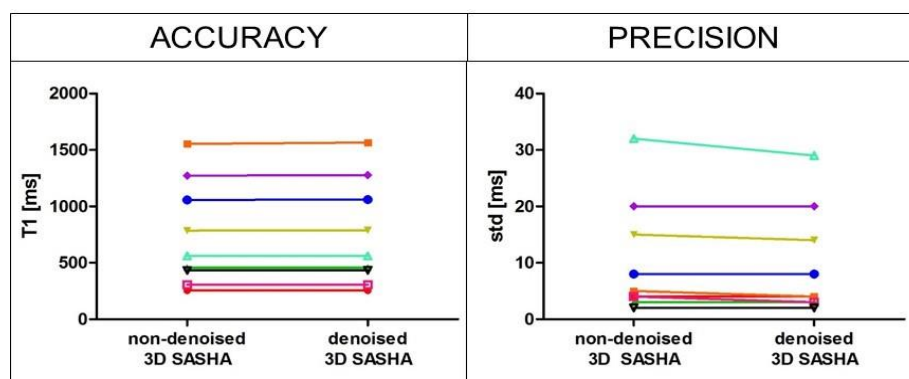 ACCURACY
PRECISION
T1 [ms]
2000
1500
1000
500
0
non-denoised
3D SASHA
denoised
3D SASHA
std [ms]
40
30
20
10
0
non-denoised
3D SASHA
denoised
3D SASHA